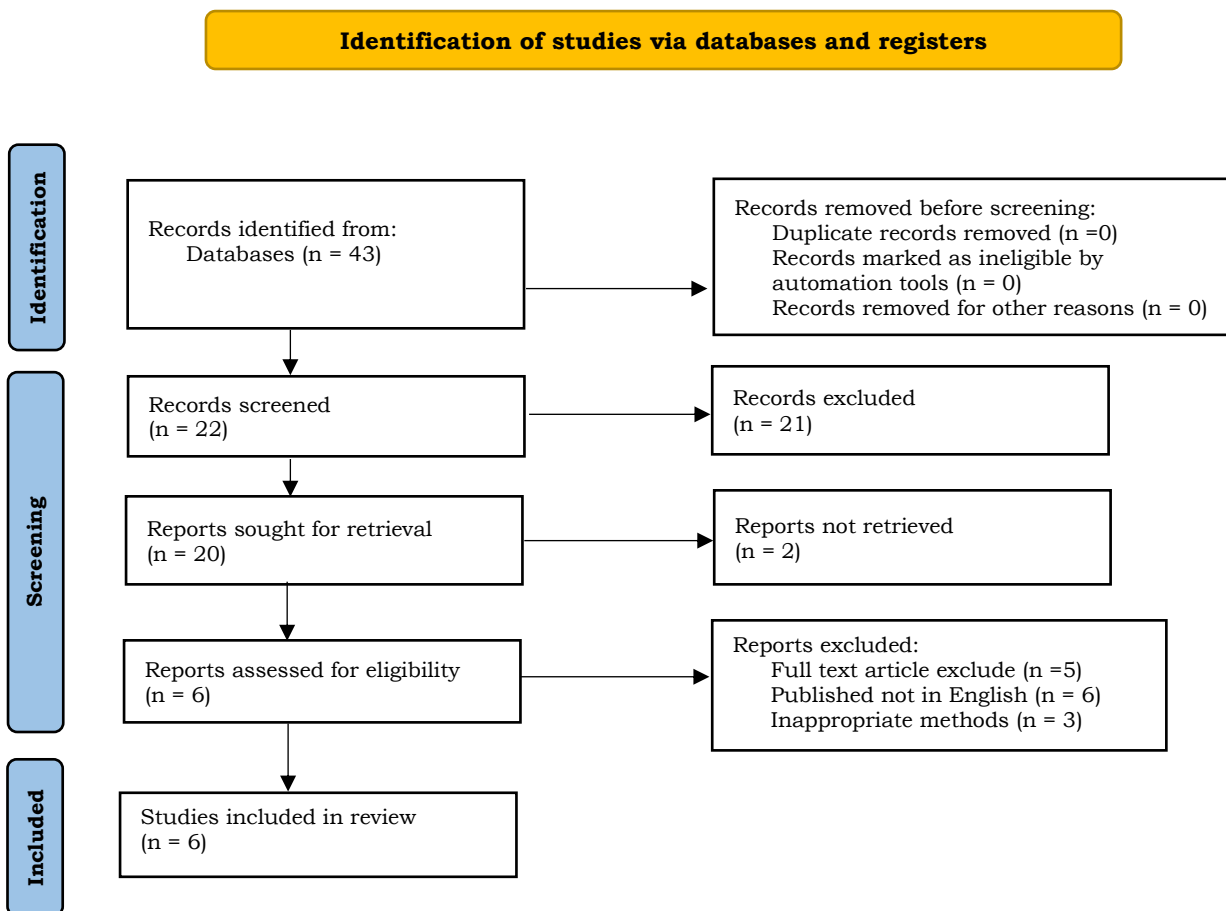 Identification of studies via databases and registers
Identification
Records identified from:
Databases (n = 43)
Records removed before screening:
Duplicate records removed (n =0)
Records marked as ineligible by
automation tools (n = 0)
Records removed for other reasons (n = 0)
Screening
Records screened
(n = 22)
Records excluded
(n = 21)
Reports sought for retrieval
(n = 20)
Reports not retrieved
(n = 2)
Reports assessed for eligibility
(n = 6)
Reports excluded:
Full text article exclude (n =5)
Published not in English (n = 6)
Inappropriate methods (n = 3)
Included
Studies included in review
(n = 6)